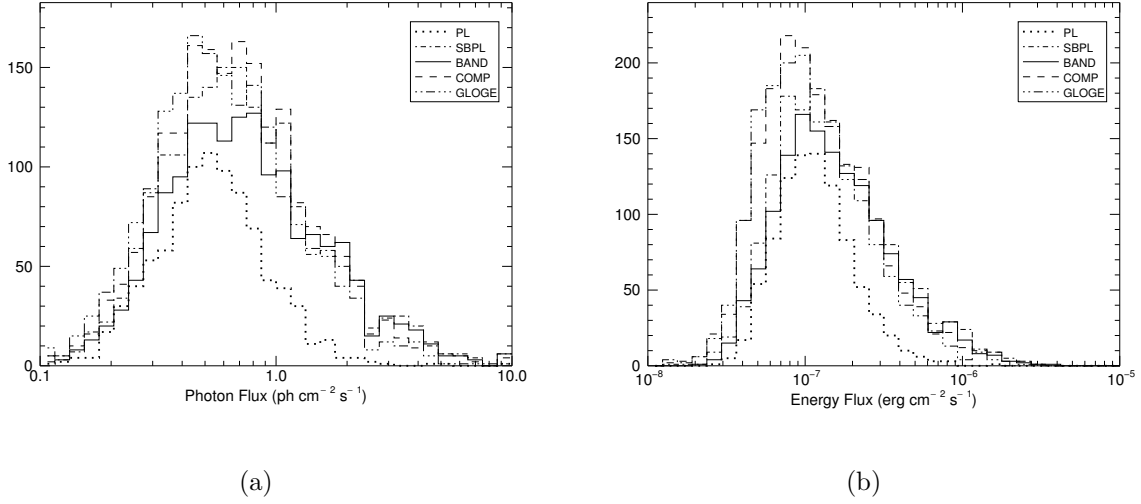 PL
SBPL
BAND
COMP
GLOGE
150
100
50
0
0.1 1.0 10.0
Photon Flux (ph cm⁻² s⁻¹)
(a)
PL
SBPL
BAND
COMP
GLOGE
200
150
100
50
0
10⁻⁸ 10⁻⁷ 10⁻⁶ 10⁻⁵
Energy Flux (erg cm⁻² s⁻¹)
(b)